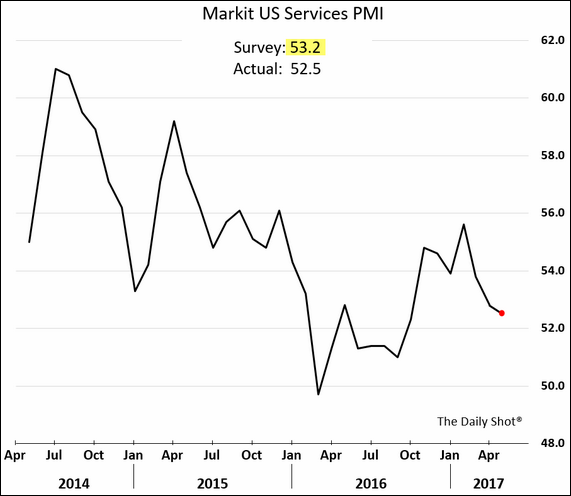 Markit US Services PMI
Survey: 53.2
Actual: 52.5
62.0
60.0
58.0
56.0
54.0
52.0
50.0
48.0
The Daily Shot®
Apr Jul Oct Jan Apr Jul Oct Jan Apr Jul Oct Jan Apr
2014 2015 2016 2017